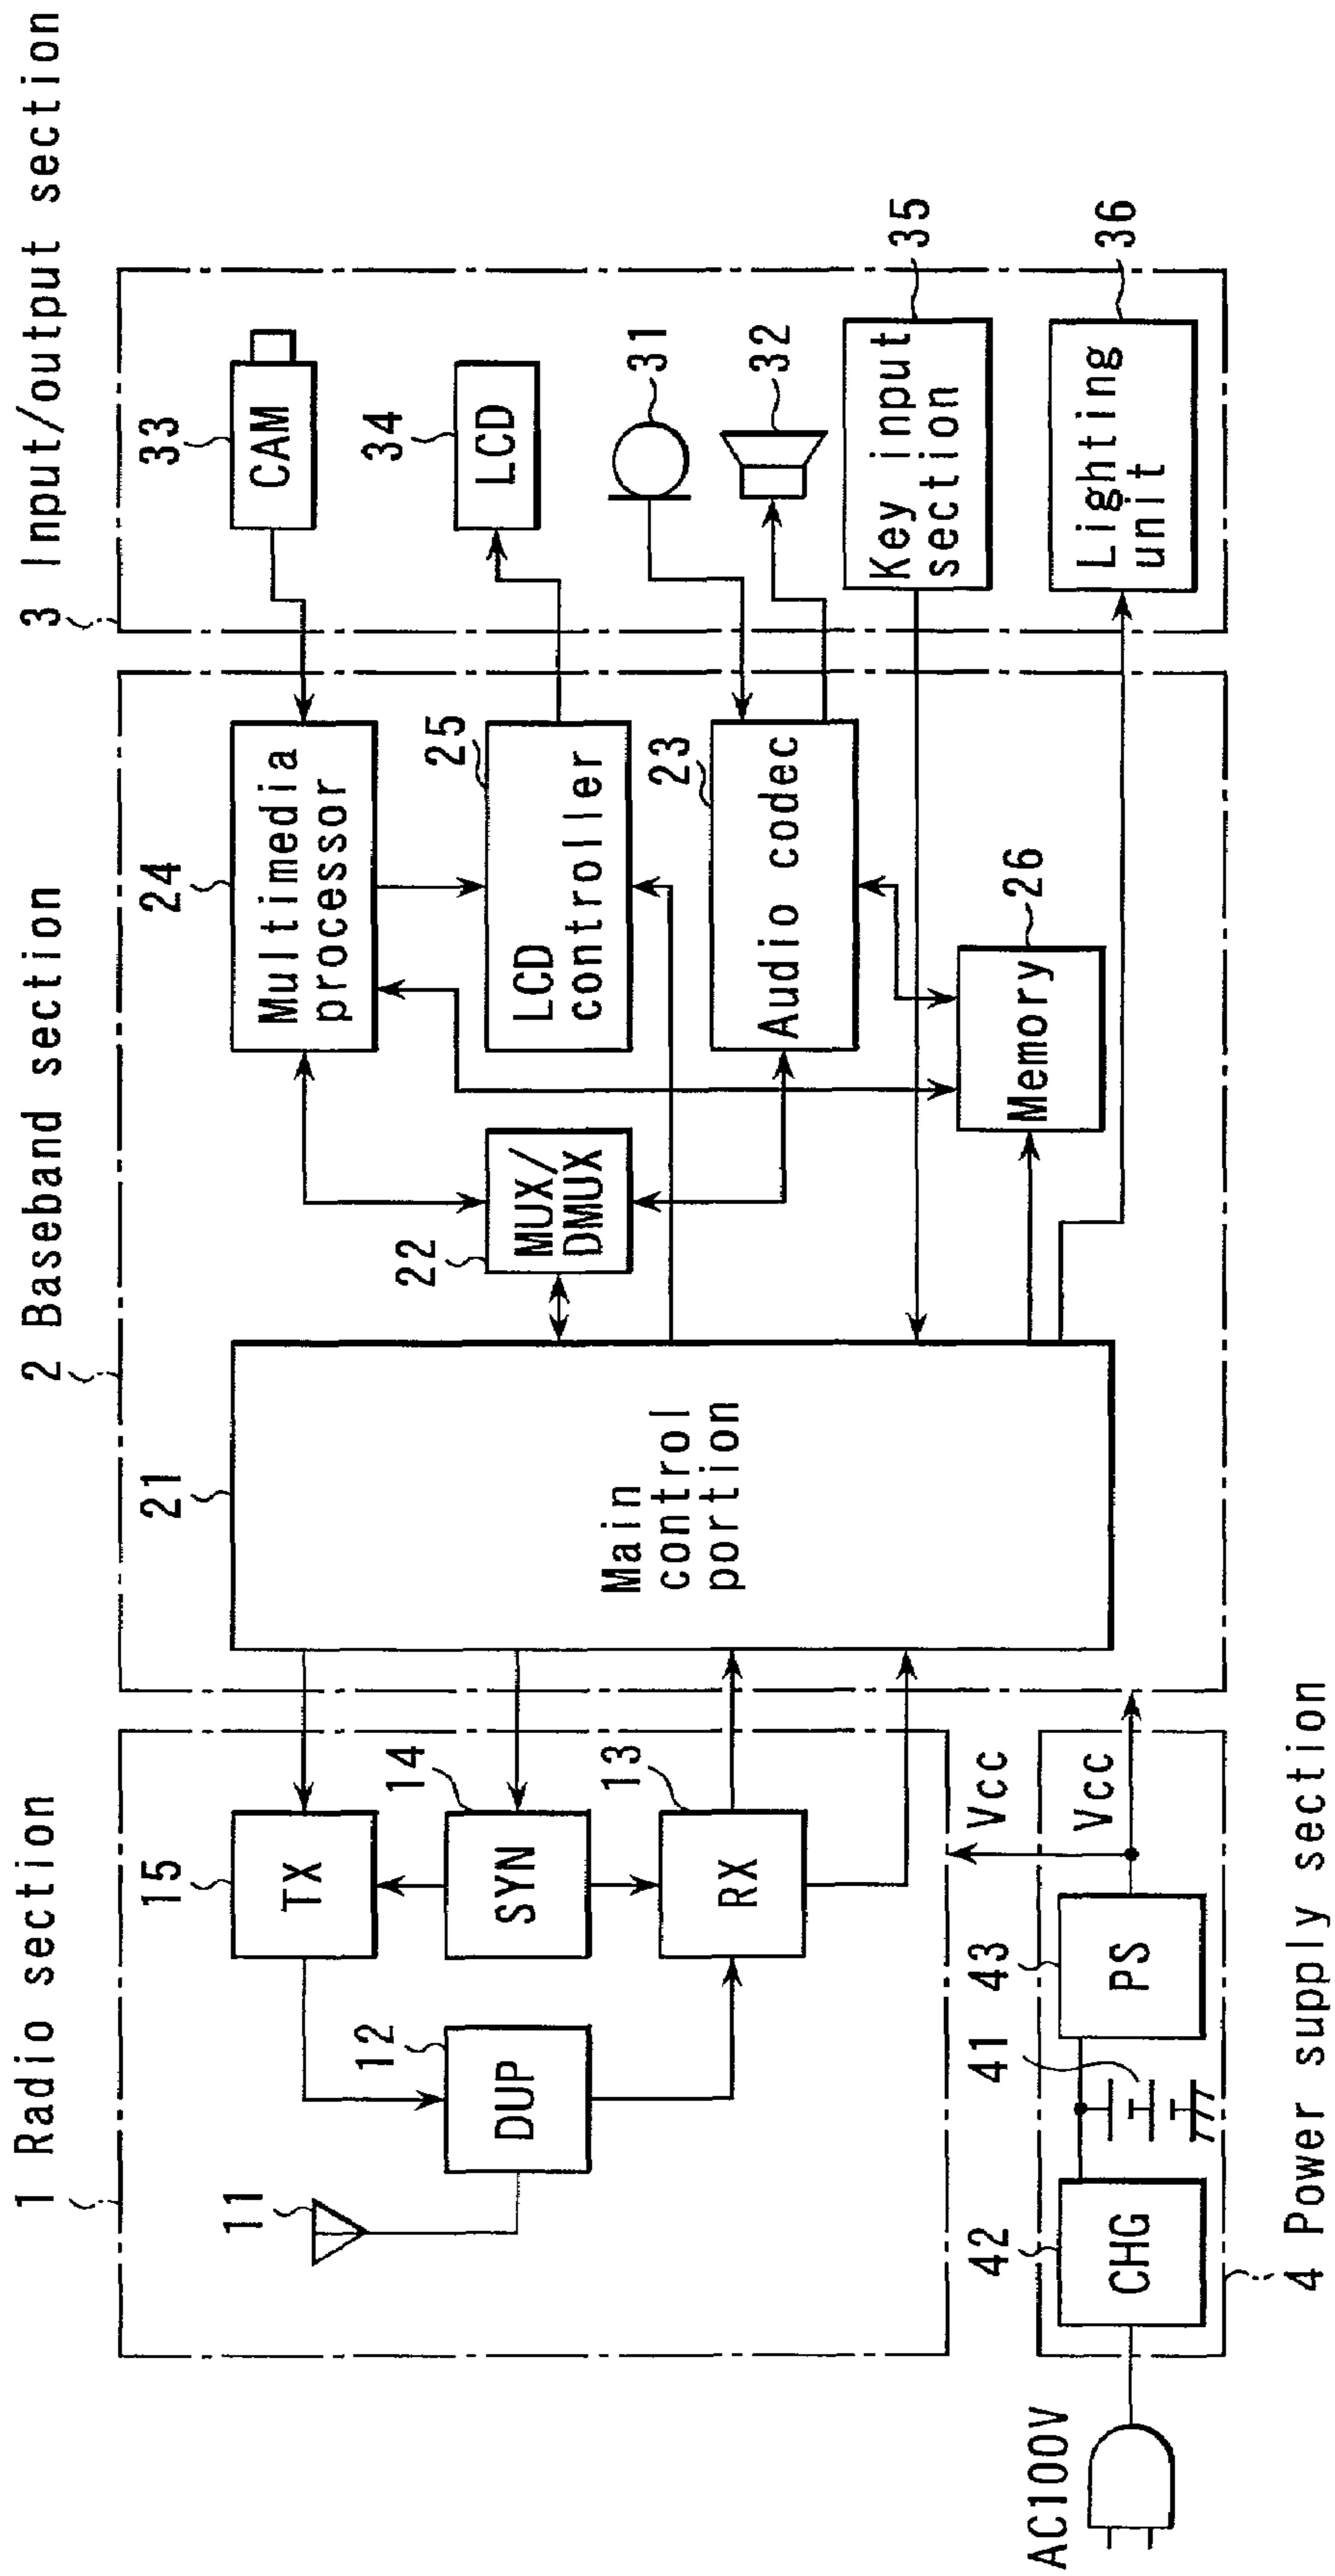 1 Radio section
2 Baseband section
3 Input/output section
11
12
DUP
15
TX
14
SYN
13
RX
21
Main
control
portion
22
MUX/
DMUX
24
Multimedia
processor
25
LCD
controller
23
Audio codec
26
Memory
33
CAM
34
LCD
31
32
Key input
section
35
Lighting
unit
36
AC100V
42
CHG
41
43
PS
Vcc
Vcc
4 Power supply section